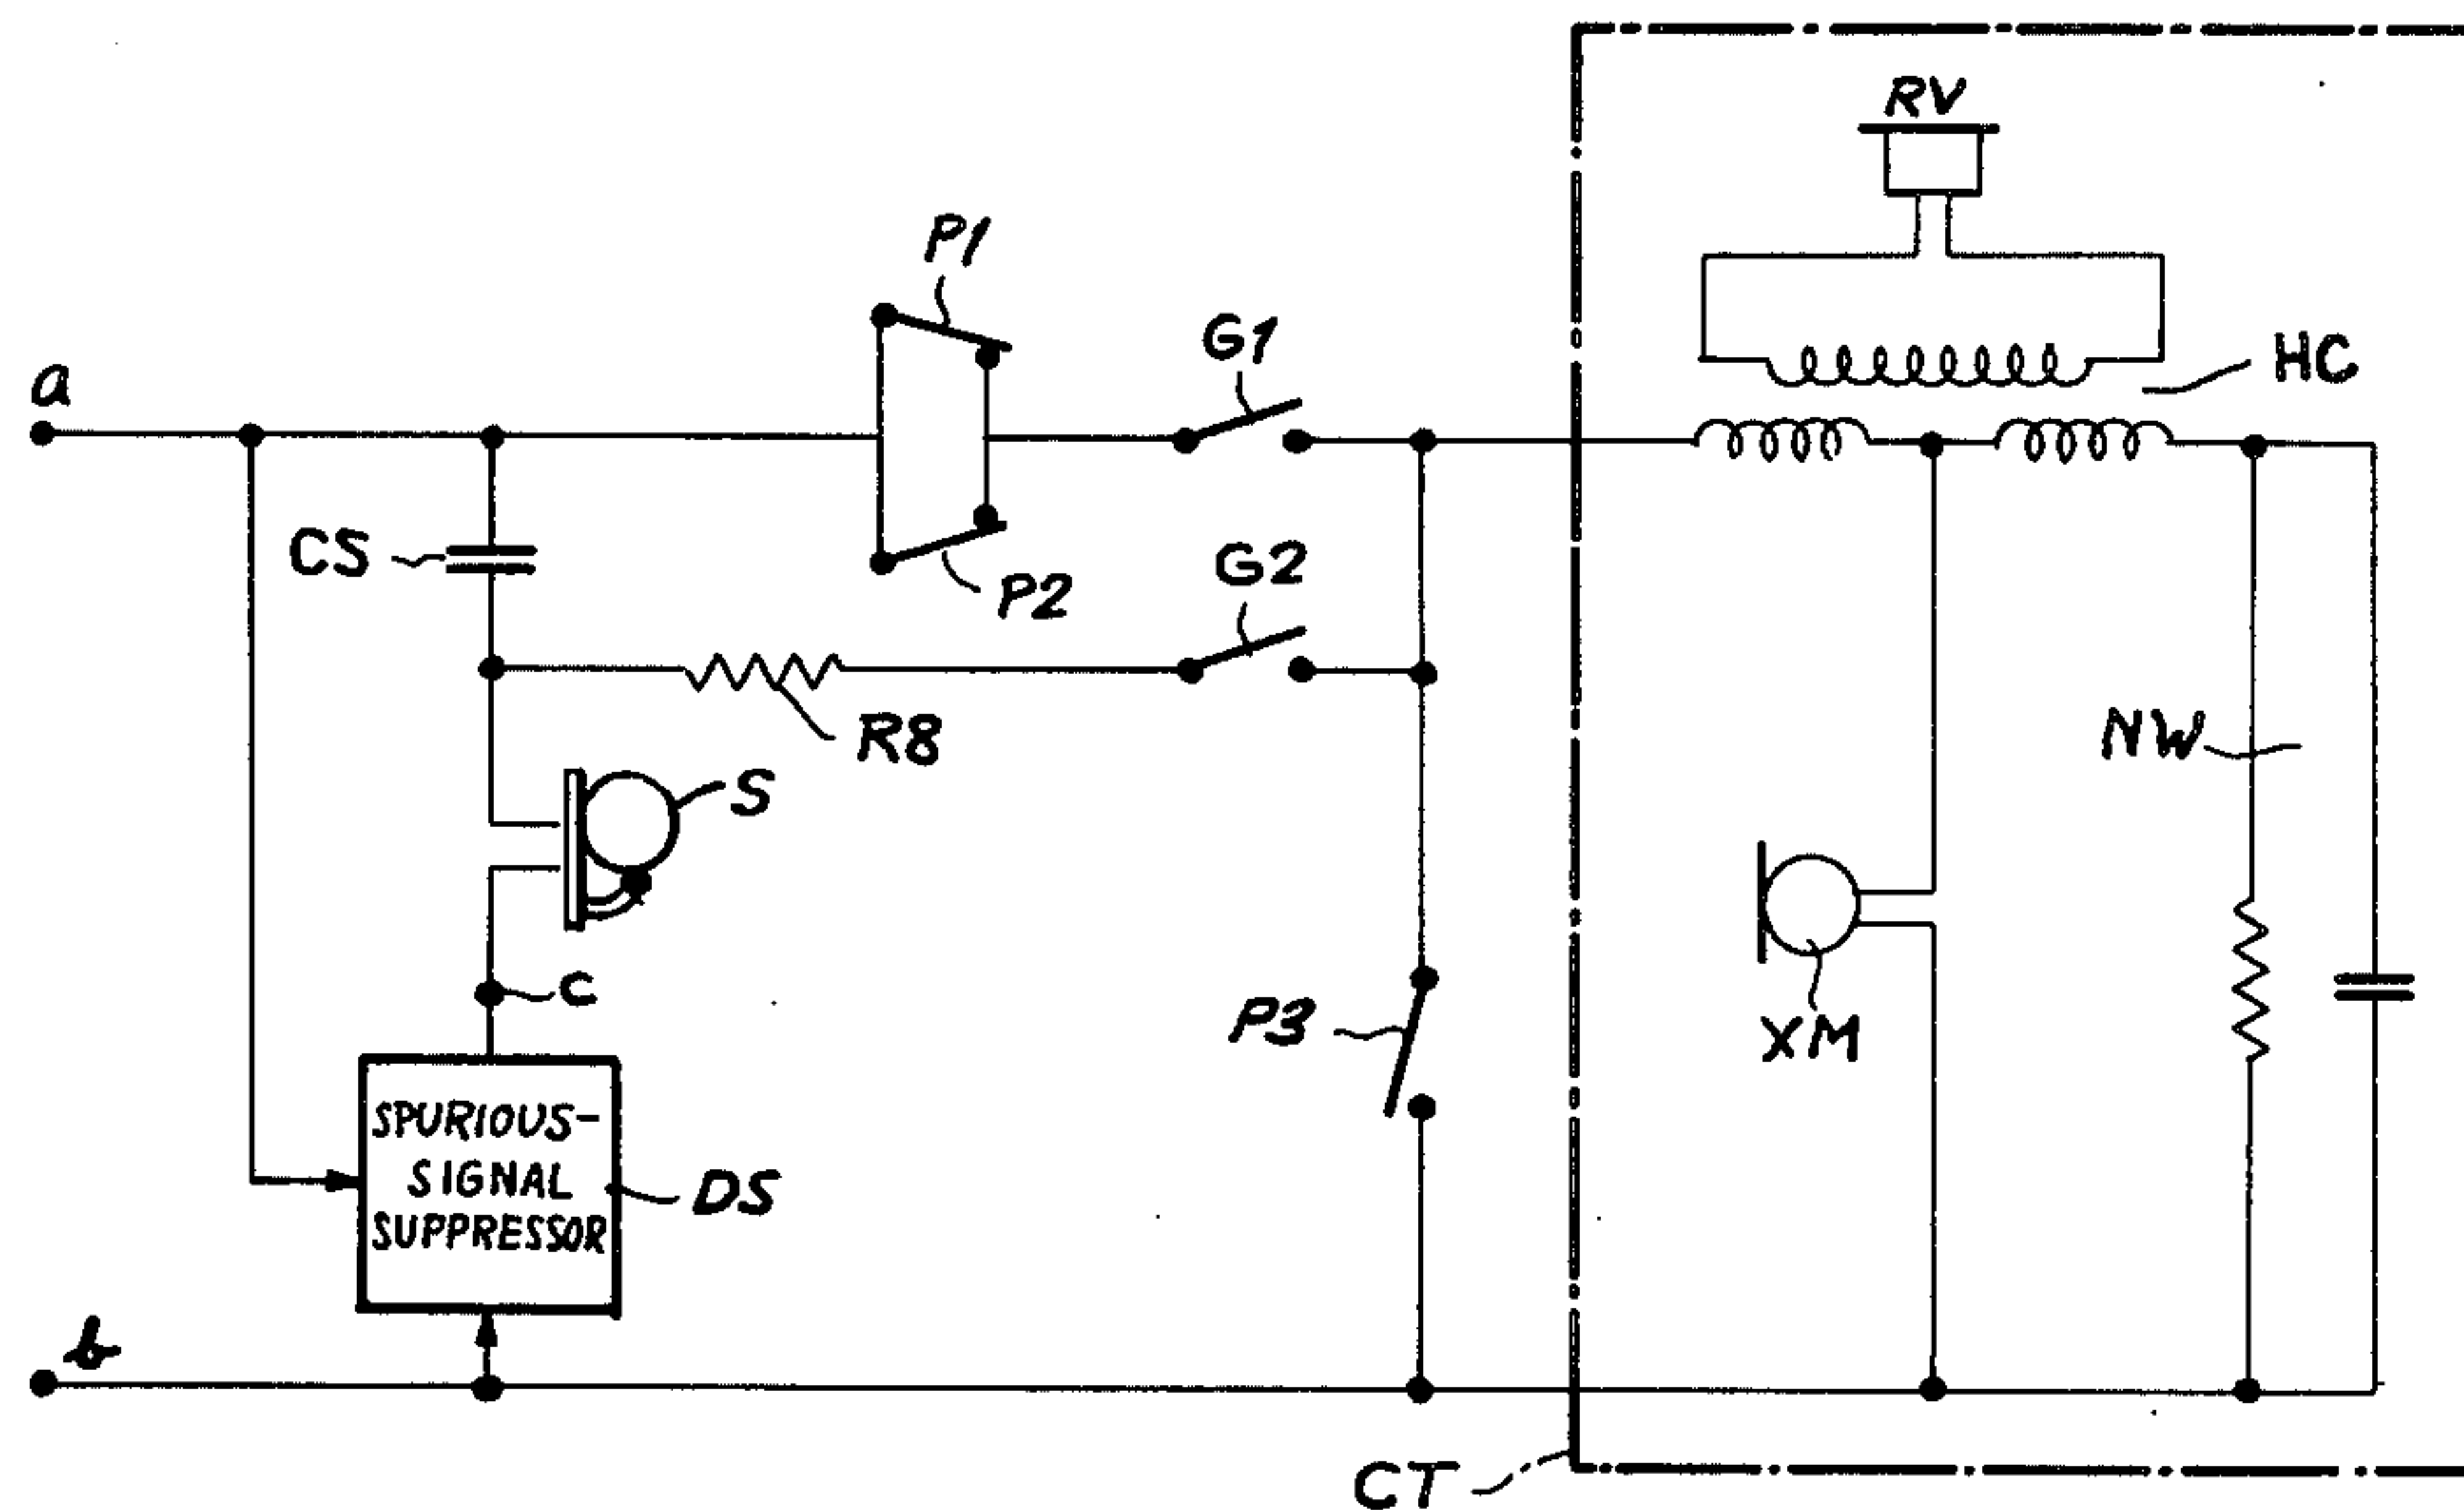 RV
P1
G1
HC
a
CS
G2
P2
NW
R8
S
C
P3
XM
SPURIOUS-
SIGNAL
SUPPRESSOR
DS
b
CT